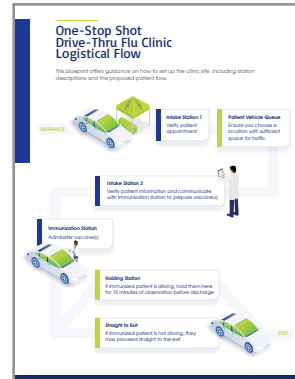 One-Stop Shot
Drive-Thru Flu Clinic
Logistical Flow
This blueprint offers guidance on how to set up the clinic site, including station
descriptions and the proposed patient flow.
ENTRANCE
Intake Station 1
Verify patient
appointment
Patient Vehicle Queue
Ensure you choose a
location with sufficient
space for traffic
Intake Station 2
Verify patient information and communicate
with immunization station to prepare vaccine(s)
Immunization Station
Administer vaccine(s)
Holding Station
If immunized patient is driving, hold them here
for 15 minutes of observation before discharge
Straight to Exit
If immunized patient is not driving, they
may proceed straight to the exit
EXIT